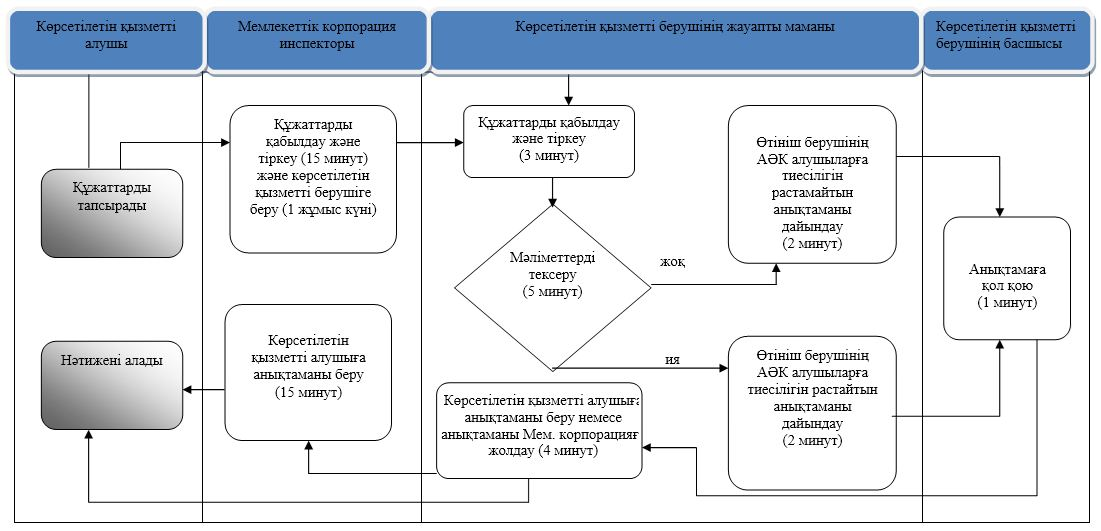 Көрсетілетін қызметті
алушы
Мемлекеттік корпорация
инспекторы
Көрсетілетін қызметті берушінің жауапты маманы
Көрсетілетін қызметті
берушінің басшысы
Құжаттарды
тапсырады
Құжаттарды
қабылдау және
тіркеу (15 минут)
және көрсетілетін
қызметті берушіге
беру (1 жұмыс күні)
Құжаттарды қабылдау
және тіркеу
(3 минут)
Мәліметтерді
тексеру
(5 минут)
жоқ
ия
Өтініш берушінің
АӘК алушыларға
тиесілігін
растамайтын
анықтаманы
дайындау
(2 минут)
Өтініш берушінің
АӘК алушыларға
тиесілігін растайтын
анықтаманы
дайындау
(2 минут)
Анықтамаға
қол қою
(1 минут)
Көрсетілетін қызметті алушыға
анықтаманы беру немесе
анықтаманы Мем. корпорацияғ
жолдау (4 минут)
Көрсетілетін
қызметті алушыға
анықтаманы беру
(15 минут)
Нәтижені алады